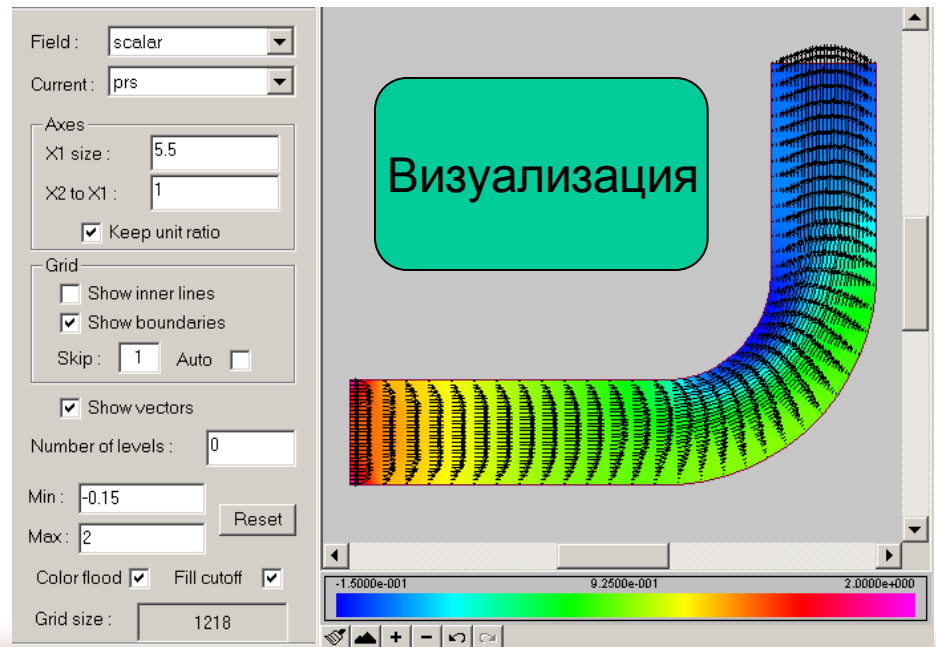 Field :
scalar
Current :
prs
Axes
X1 size :
5.5
X2 to X1 :
1
Keep unit ratio
Grid
Show inner lines
Show boundaries
Skip :
1
Auto
Show vectors
Number of levels :
0
Min :
-0.15
Max :
2
Reset
Color flood
Fill cutoff
Grid size :
1218
Визуализация
-1.5000e-001
9.2500e-001
2.0000e+000